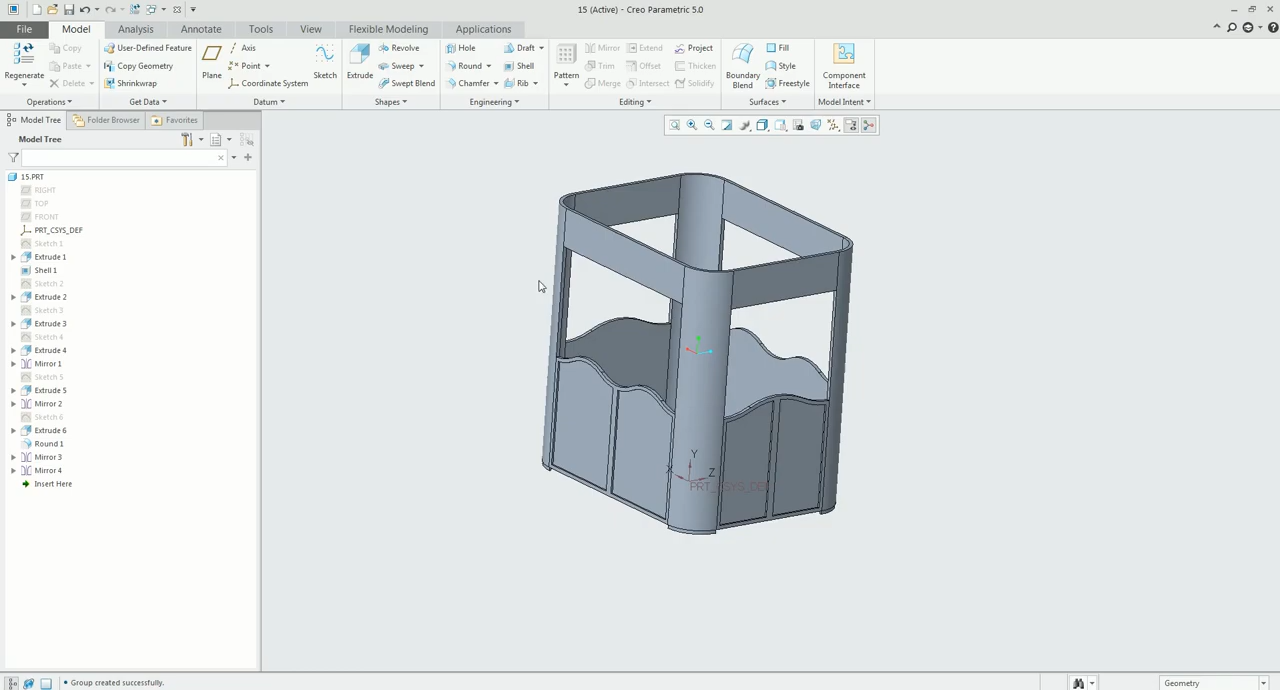 15 (Active) - Creo Parametric 5.0
File Model Analysis Annotate Tools View Flexible Modeling Applications
Regenerate
Copy
Paste
Delete
Operations
User-Defined Feature
Copy Geometry
Shrinkwrap
Get Data
Plane
Axis
Point
Coordinate System
Sketch
Datum
Extrude
Revolve
Sweep
Swept Blend
Shapes
Hole
Round
Chamfer
Draft
Shell
Rib
Engineering
Pattern
Mirror
Trim
Merge
Extend
Offset
Intersect
Project
Thicken
Solidify
Editing
Boundary Blend
Fill
Style
Freestyle
Surfaces
Component Interface
Model Intent
Model Tree Folder Browser Favorites
Model Tree
15.PRT
RIGHT
TOP
FRONT
PRT_CSYS_DEF
Sketch 1
Extrude 1
Shell 1
Sketch 2
Extrude 2
Sketch 3
Extrude 3
Sketch 4
Extrude 4
Mirror 1
Sketch 5
Extrude 5
Mirror 2
Sketch 6
Extrude 6
Round 1
Mirror 3
Mirror 4
Insert Here
Y
X Z
PRT_CSYS_DEF
Group created successfully.
Geometry